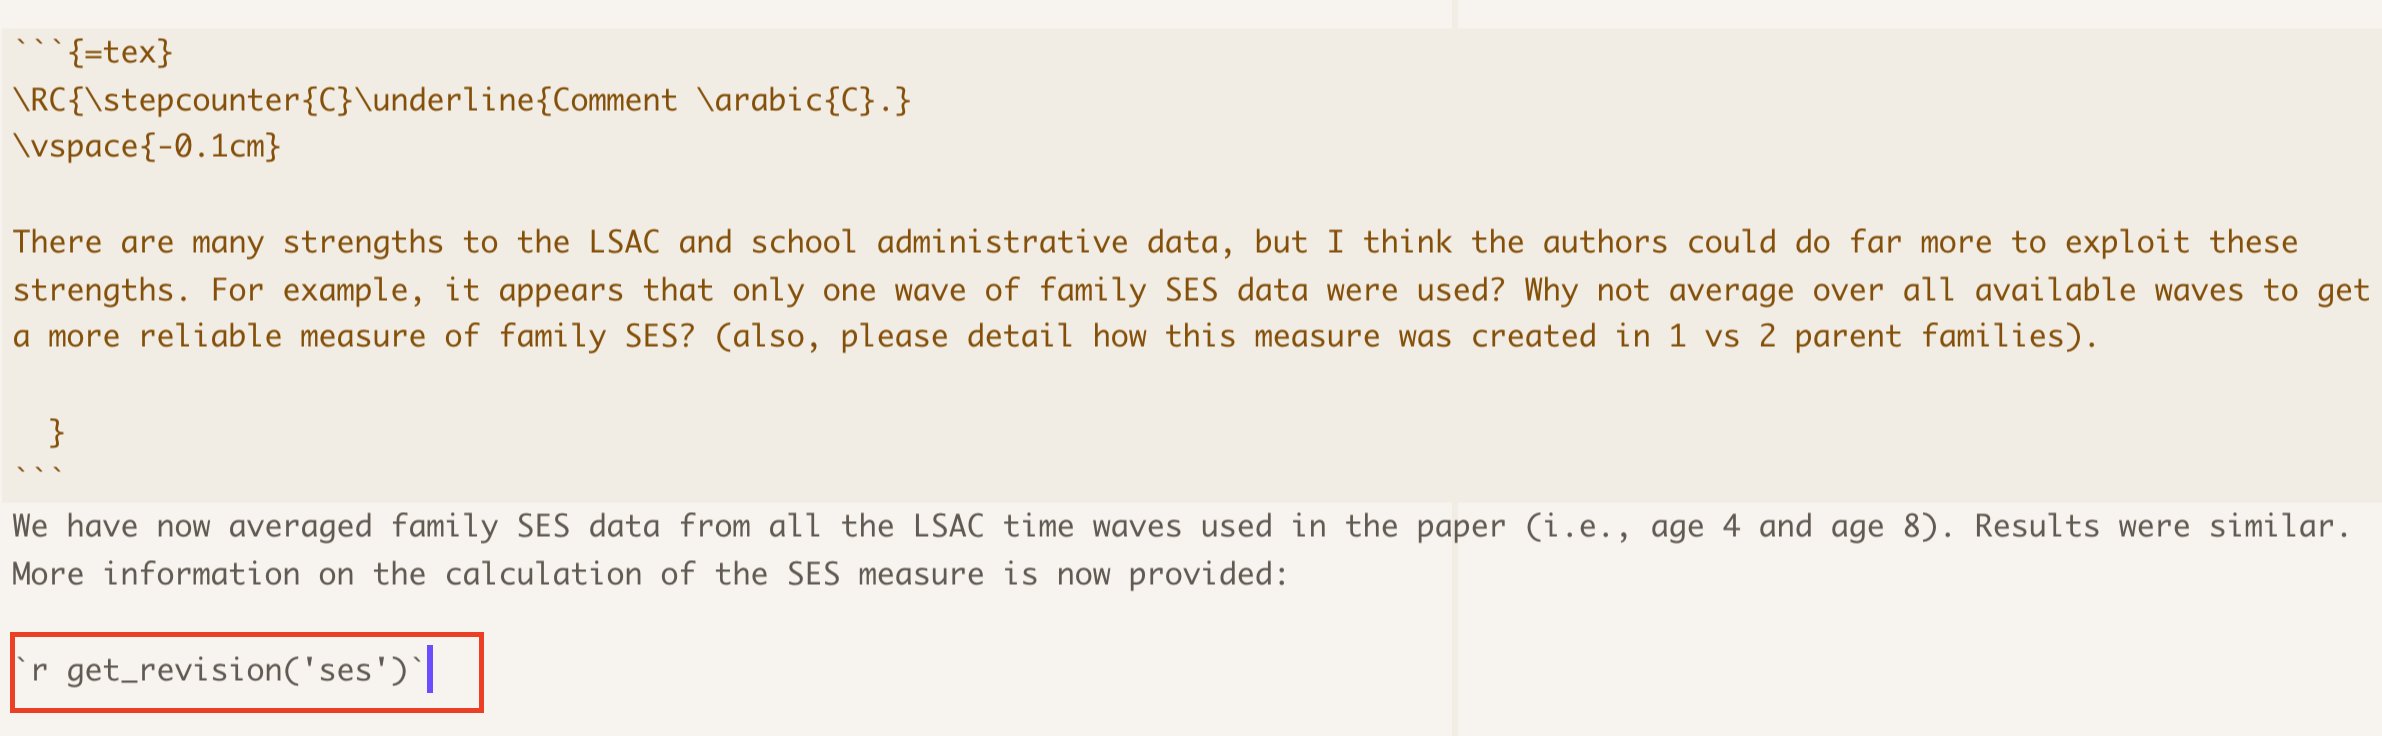 ```{=tex}
\RC{\stepcounter{C}\underline{Comment \arabic{C}.}
\vspace{-0.1cm}
There are many strengths to the LSAC and school administrative data, but I think the authors could do far more to exploit these
strengths. For example, it appears that only one wave of family SES data were used? Why not average over all available waves to get
a more reliable measure of family SES? (also, please detail how this measure was created in 1 vs 2 parent families).
}
```
We have now averaged family SES data from all the LSAC time waves used in the paper (i.e., age 4 and age 8). Results were similar.
More information on the calculation of the SES measure is now provided:
`r get_revision('ses')`